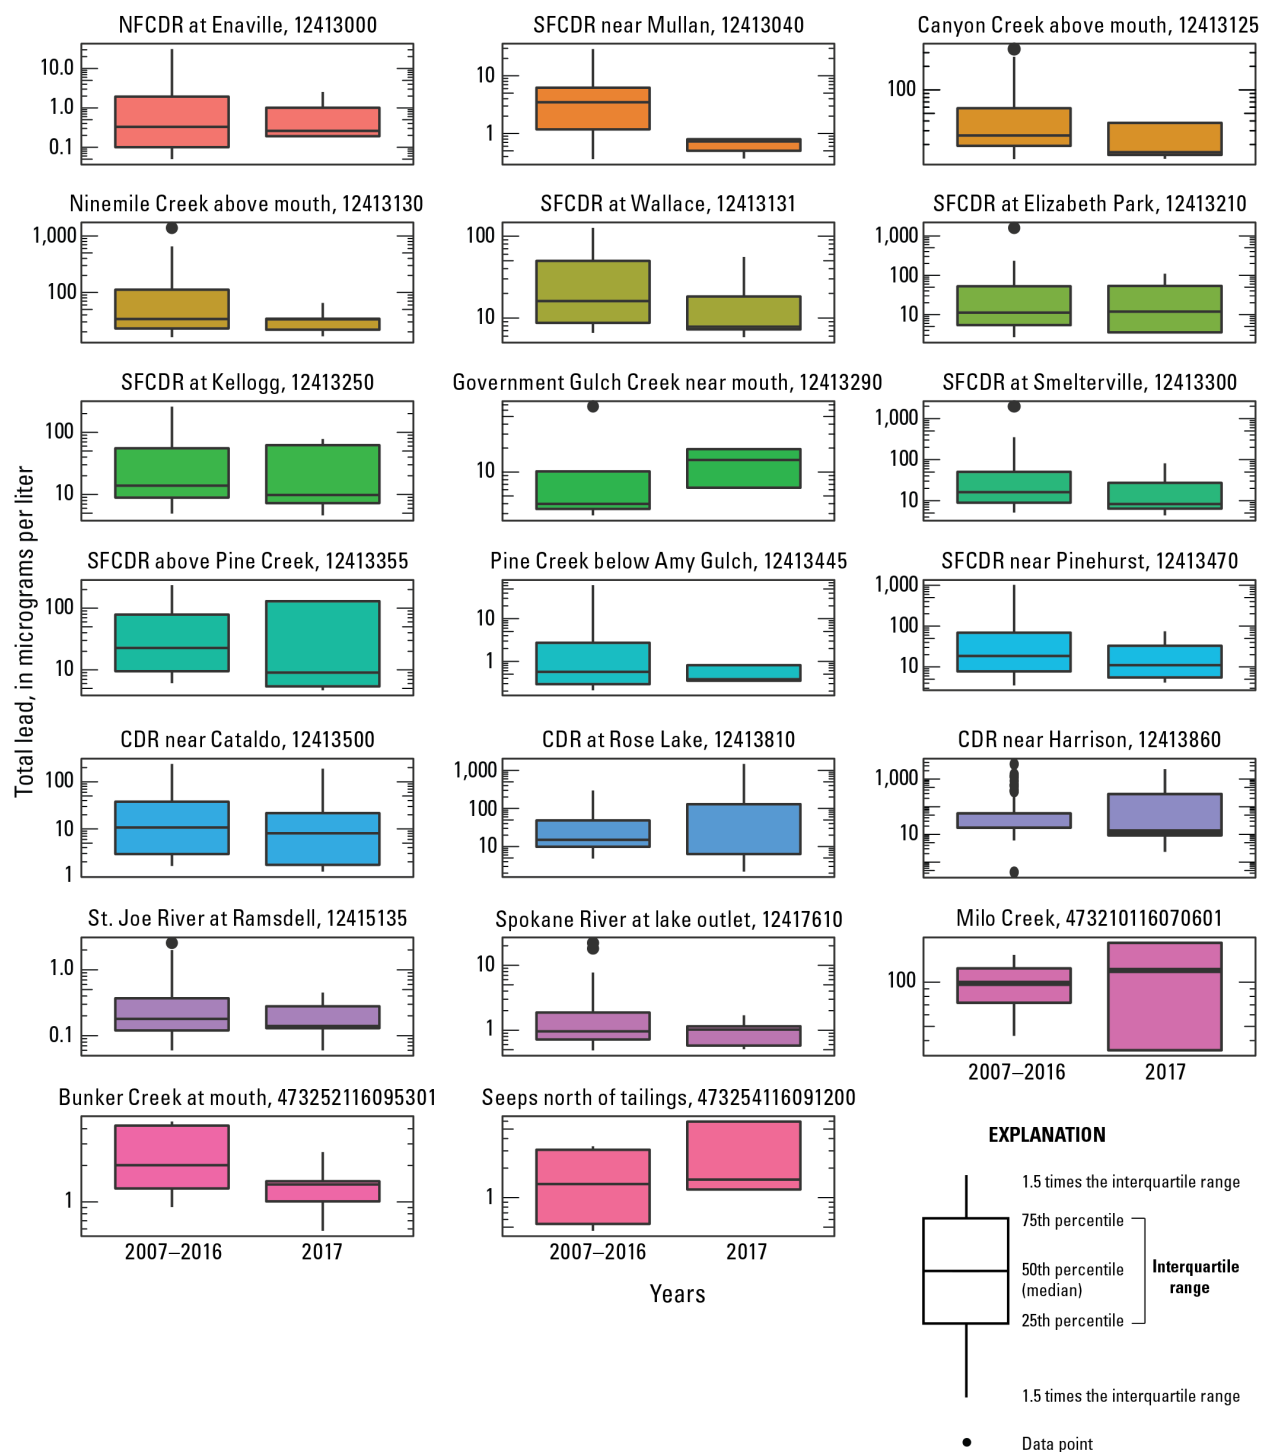 NFCDR at Enaville, 12413000
SFCDR near Mullan, 12413040
Canyon Creek above mouth, 12413125
10.0
1.0
0.1
10
1
100
Ninemile Creek above mouth, 12413130
SFCDR at Wallace, 12413131
SFCDR at Elizabeth Park, 12413210
1,000
100
100
10
1,000
100
10
SFCDR at Kellogg, 12413250
Government Gulch Creek near mouth, 12413290
SFCDR at Smelterville, 12413300
100
10
10
1,000
100
10
Total lead, in micrograms per liter
SFCDR above Pine Creek, 12413355
Pine Creek below Amy Gulch, 12413445
SFCDR near Pinehurst, 12413470
100
10
10
1
1,000
100
10
CDR near Cataldo, 12413500
CDR at Rose Lake, 12413810
CDR near Harrison, 12413860
100
10
1
1,000
100
10
1,000
10
St. Joe River at Ramsdell, 12415135
Spokane River at lake outlet, 12417610
Milo Creek, 473210116070601
1.0
0.1
10
1
100
2007–2016
2017
Bunker Creek at mouth, 473252116095301
Seeps north of tailings, 473254116091200
1
1
2007–2016
2017
2007–2016
2017
Years
EXPLANATION
1.5 times the interquartile range
75th percentile
50th percentile
(median)
Interquartile
range
25th percentile
1.5 times the interquartile range
Data point